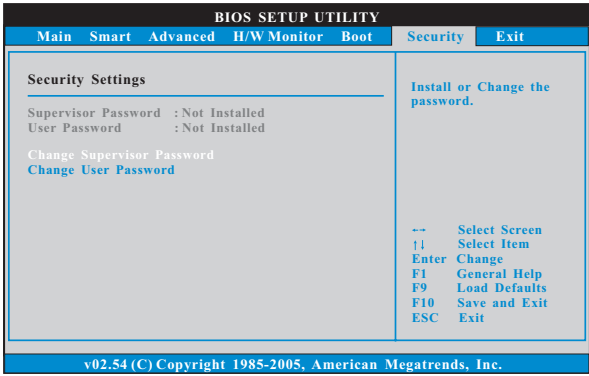 BIOS SETUP UTILITY
Main Smart Advanced H/W Monitor Boot Security Exit
Security Settings
Supervisor Password : Not Installed
User Password : Not Installed
Change Supervisor Password
Change User Password
Install or Change the
password.
←→ Select Screen
↑↓ Select Item
Enter Change
F1 General Help
F9 Load Defaults
F10 Save and Exit
ESC Exit
v02.54 (C) Copyright 1985-2005, American Megatrends, Inc.